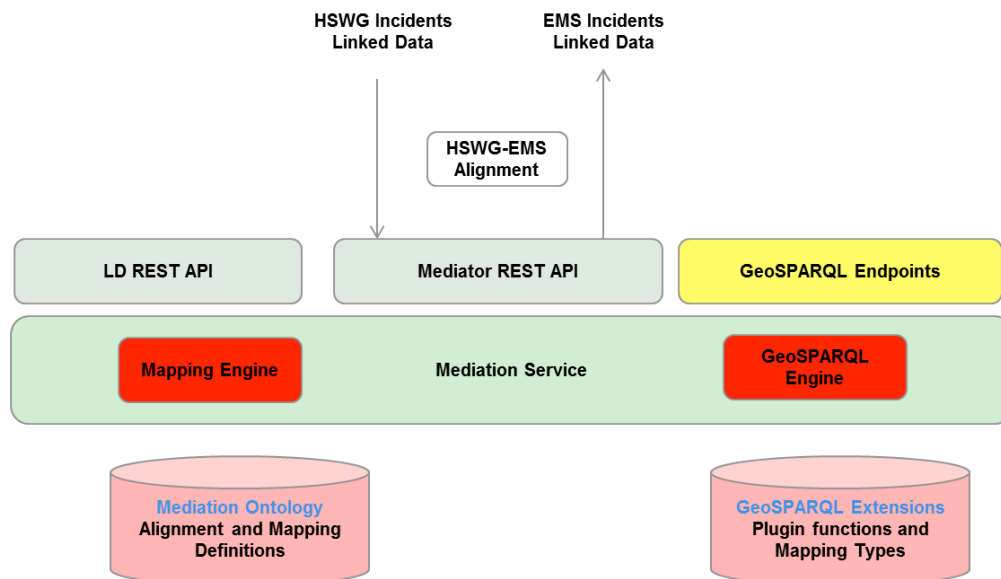 HSWG Incidents
Linked Data
EMS Incidents
Linked Data
HSWG-EMS
Alignment
LD REST API
Mediator REST API
GeoSPARQL Endpoints
Mapping Engine
Mediation Service
GeoSPARQL
Engine
Mediation Ontology
Alignment and Mapping
Definitions
GeoSPARQL Extensions
Plugin functions and
Mapping Types